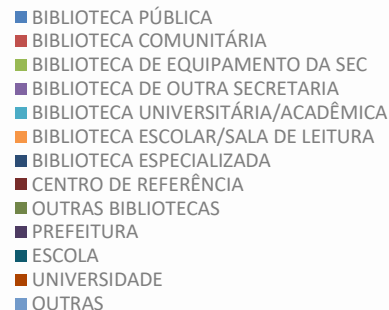 BIBLIOTECA PÚBLICA
BIBLIOTECA COMUNITÁRIA
BIBLIOTECA DE EQUIPAMENTO DA SEC
BIBLIOTECA DE OUTRA SECRETARIA
BIBLIOTECA UNIVERSITÁRIA/ACADÊMICA
BIBLIOTECA ESCOLAR/SALA DE LEITURA
BIBLIOTECA ESPECIALIZADA
CENTRO DE REFERÊNCIA
OUTRAS BIBLIOTECAS
PREFEITURA
ESCOLA
UNIVERSIDADE
OUTRAS